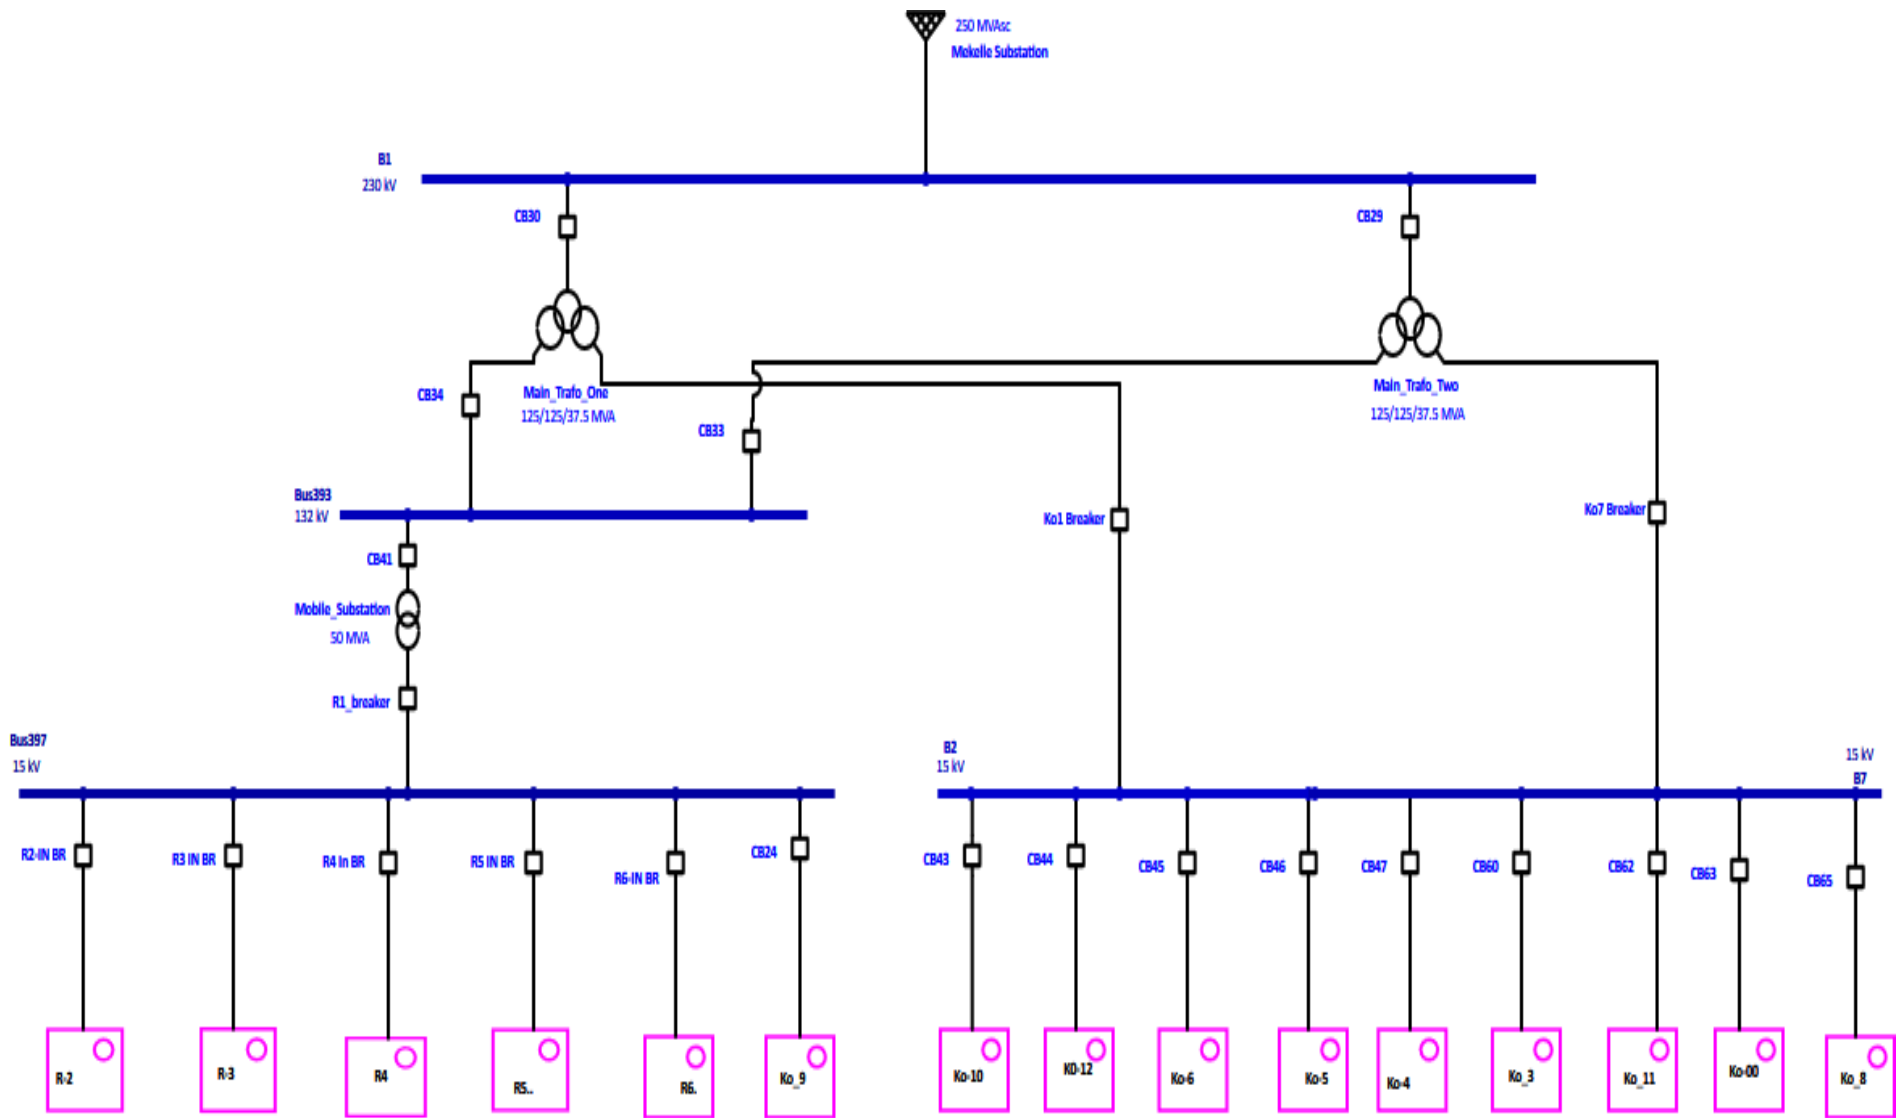 250 MVAsc
Mekelle Substation
B1
230 kV
CB30
CB29
Main_Trafo_One
125/125/37.5 MVA
Main_Trafo_Two
125/125/37.5 MVA
CB34
CB33
Bus393
132 kV
Ko1 Breaker
Ko7 Breaker
CB41
Mobile_Substation
50 MVA
R1_breaker
Bus397
15 kV
B2
15 kV
15 kV
B7
R2-IN BR
R3 IN BR
R4 In BR
R5 IN BR
R6-IN BR
CB24
CB43
CB44
CB45
CB46
CB47
CB60
CB62
CB63
CB65
R-2
R-3
R4
R5..
R6.
Ko_9
Ko-10
KO-12
Ko-6
Ko-5
Ko-4
Ko_3
Ko_11
Ko-00
Ko_8